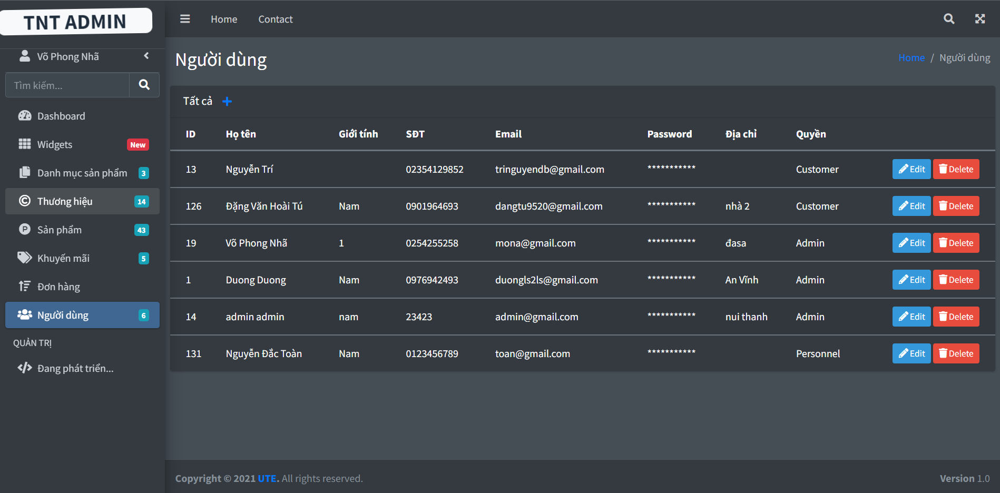 TNT ADMIN
Home
Contact
Võ Phong Nhã
Tìm kiếm...
Dashboard
Widgets New
Danh mục sản phẩm 3
Thương hiệu 14
Sản phẩm 43
Khuyến mãi 5
Đơn hàng
Người dùng 6
QUẢN TRỊ
Đang phát triển...
Người dùng
Home / Người dùng
Tất cả
ID Họ tên Giới tính SĐT Email Password Địa chỉ Quyền
13 Nguyễn Trí 02354129852 tringuyendb@gmail.com *********** Customer Edit Delete
126 Đặng Văn Hoài Tú Nam 0901964693 dangtu9520@gmail.com *********** nhà 2 Customer Edit Delete
19 Võ Phong Nhã 1 0254255258 mona@gmail.com *********** đasa Admin Edit Delete
1 Duong Duong Nam 0976942493 duongls2ls@gmail.com *********** An Vĩnh Admin Edit Delete
14 admin admin nam 23423 admin@gmail.com *********** nui thanh Admin Edit Delete
131 Nguyễn Đắc Toàn Nam 0123456789 toan@gmail.com *********** Personnel Edit Delete
Copyright © 2021 UTE. All rights reserved.
Version 1.0